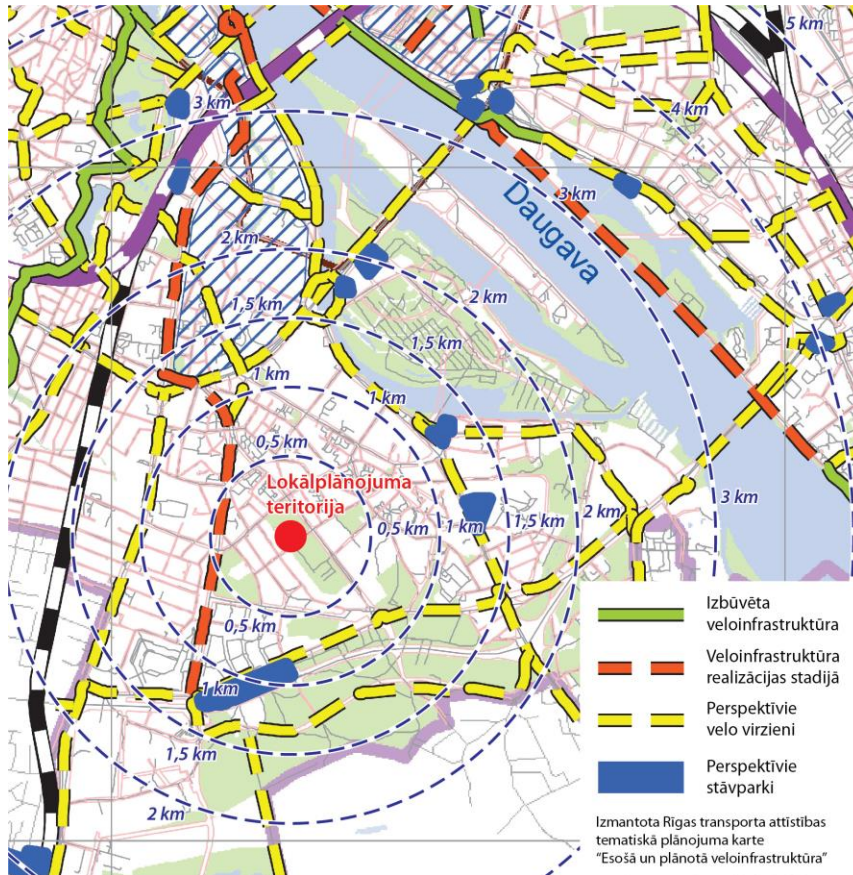 5 km
3 km
4 km
3 km
Daugava
2 km
2 km
1,5 km
1,5 km
1 km
1 km
0,5 km
Lokālplānojuma
teritorija
0,5 km
1 km
1,5 km
2 km
3 km
0,5 km
1 km
1,5 km
2 km
Izbūvēta
veloinfrastruktūra
Veloinfrastruktūra
realizācijas stadijā
Perspektīvie
velo virzieni
Perspektīvie
stāvparki
Izmantota Rīgas transporta attīstības
tematiskā plānojuma karte
“Esošā un plānotā veloinfrastruktūra”